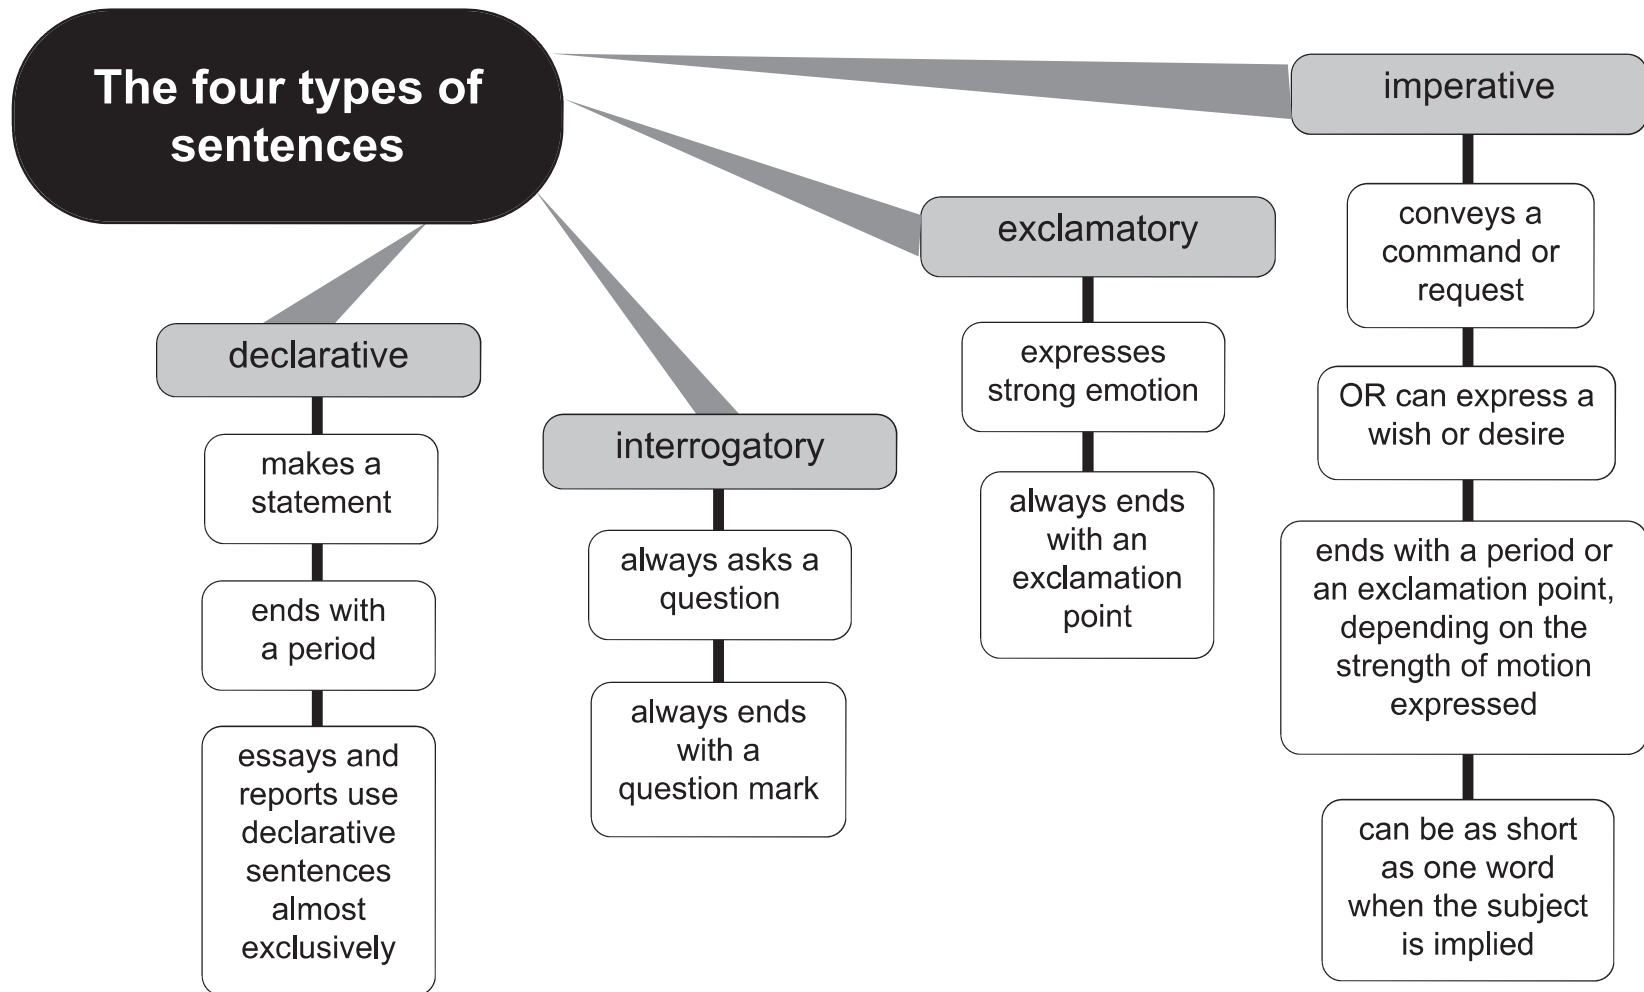 The four types of
sentences
declarative
makes a
statement
ends with
a period
essays and
reports use
declarative
sentences
almost
exclusively
interrogatory
always asks a
question
always ends
with a
question mark
exclamatory
expresses
strong emotion
always ends
with an
exclamation
point
imperative
conveys a
command or
request
OR can express a
wish or desire
ends with a period or
an exclamation point,
depending on the
strength of motion
expressed
can be as short
as one word
when the subject
is implied